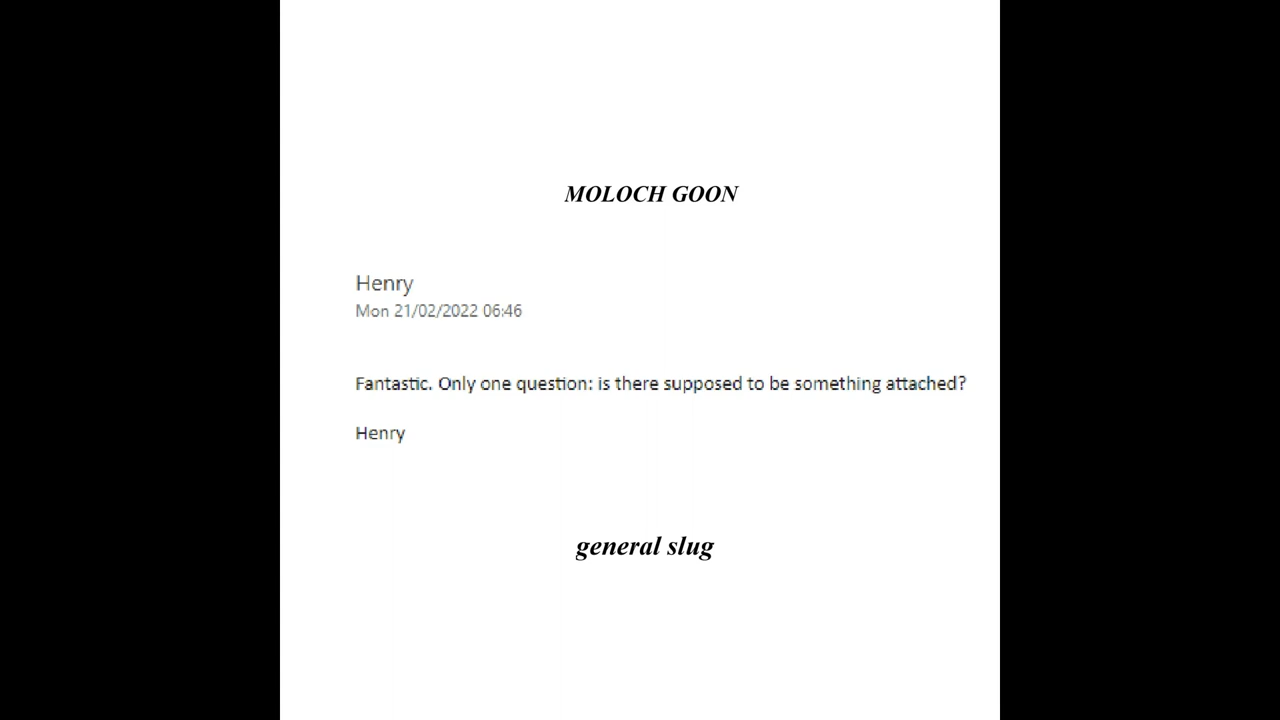 MOLOCH GOON
Henry
Mon 21/02/2022 06:46
Fantastic. Only one question: is there supposed to be something attached?
Henry
general slug